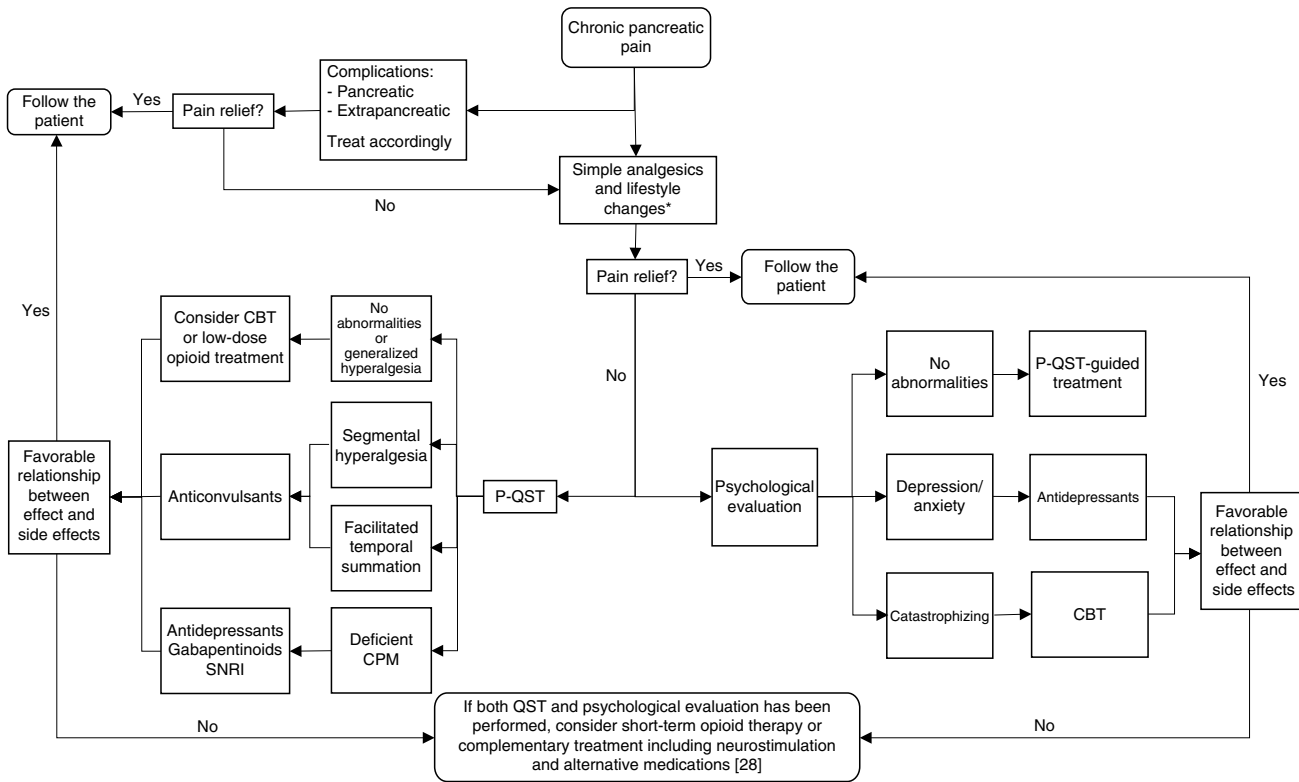 Chronic pancreatic
pain
Complications:
- Pancreatic
- Extrapancreatic
Treat accordingly
Pain relief?
Yes
Follow the
patient
No
Simple analgesics
and lifestyle
changes*
Pain relief?
Yes
Follow the
patient
No
Yes
Consider CBT
or low-dose
opioid treatment
No
abnormalities
or
generalized
hyperalgesia
Segmental
hyperalgesia
Favorable
relationship
between
effect and
side effects
Anticonvulsants
P-QST
Facilitated
temporal
summation
Antidepressants
Gabapentinoids
SNRI
Deficient
CPM
No
Psychological
evaluation
No
abnormalities
P-QST-guided
treatment
Yes
Depression/
anxiety
Antidepressants
Favorable
relationship
between
effect and
side effects
Catastrophizing
CBT
No
If both QST and psychological evaluation has been
performed, consider short-term opioid therapy or
complementary treatment including neurostimulation
and alternative medications [28]